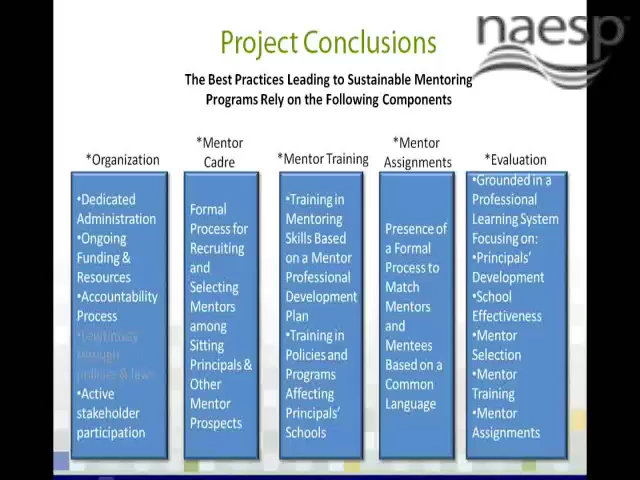 naesp
Project Conclusions
The Best Practices Leading to Sustainable Mentoring
Programs Rely on the Following Components
*Organization
•Dedicated
Administration
•Ongoing
Funding &
Resources
•Accountability
Process
•Legitimacy
through
policies & laws
•Active
stakeholder
participation
*Mentor
Cadre
Formal
Process for
Recruiting
and
Selecting
Mentors
among
Sitting
Principals &
Other
Mentor
Prospects
*Mentor Training
•Training in
Mentoring
Skills Based
on a Mentor
Professional
Development
Plan
•Training in
Policies and
Programs
Affecting
Principals'
Schools
*Mentor
Assignments
Presence of
a Formal
Process to
Match
Mentors
and
Mentees
Based on a
Common
Language
*Evaluation
•Grounded in a
Professional
Learning System
Focusing on:
•Principals'
Development
•School
Effectiveness
•Mentor
Selection
•Mentor
Training
•Mentor
Assignments